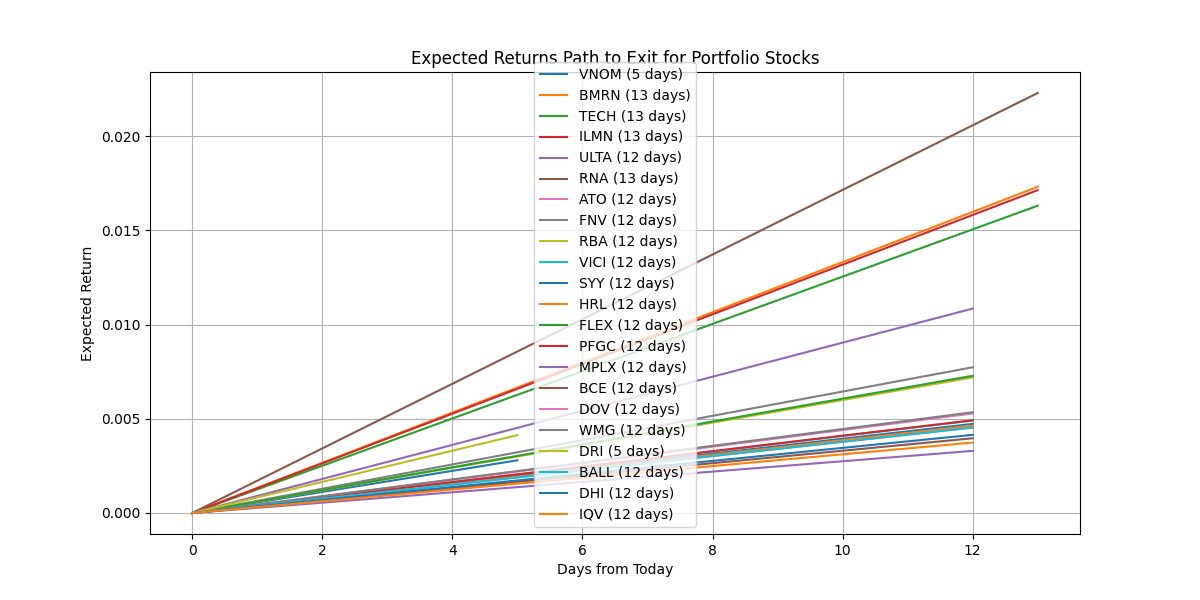 Expected Returns Path to Exit for Portfolio Stocks
VNOM (5 days)
BMRN (13 days)
TECH (13 days)
ILMN (13 days)
ULTA (12 days)
RNA (13 days)
ATO (12 days)
FNV (12 days)
RBA (12 days)
VICI (12 days)
SYY (12 days)
HRL (12 days)
FLEX (12 days)
PFGC (12 days)
MPLX (12 days)
BCE (12 days)
DOV (12 days)
WMG (12 days)
DRI (5 days)
BALL (12 days)
DHI (12 days)
IQV (12 days)
Expected Return
0.020
0.015
0.010
0.005
0.000
0 2 4 6 8 10 12
Days from Today